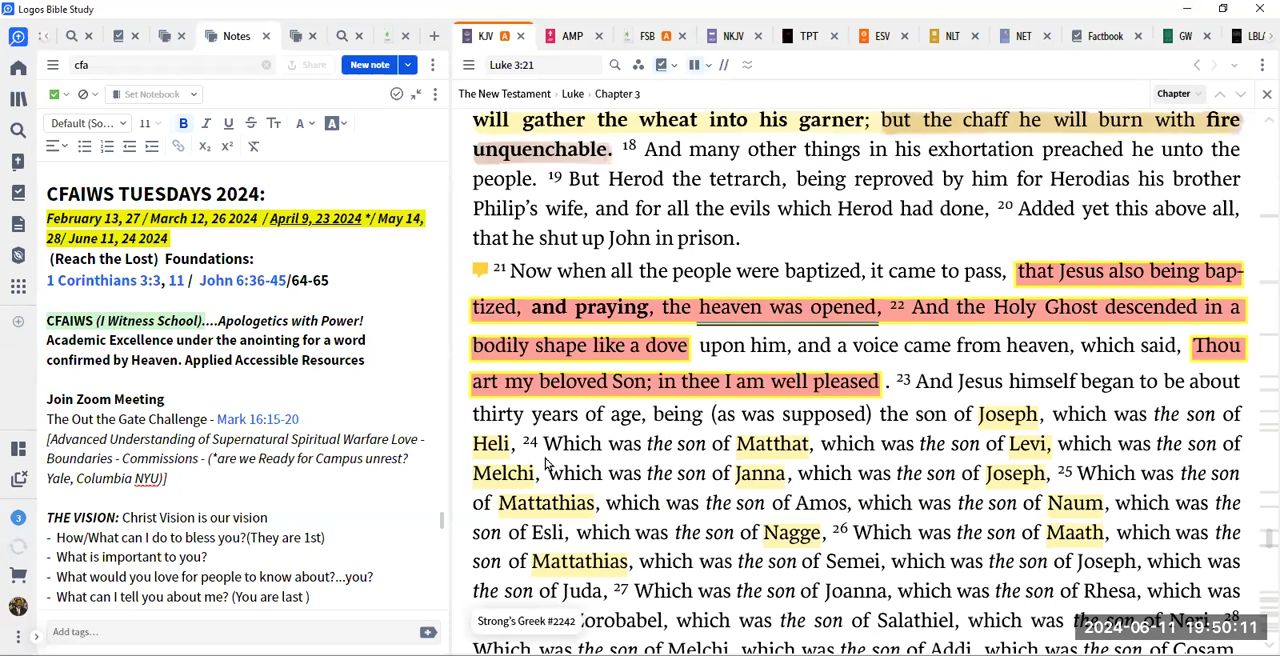 Logos Bible Study
Notes
KJV A
AMP
FSB A
NKJV
TPT
ESV
NLT
NET
Factbook
GW
LBLA
cfa
Share
New note
Luke 3:21
Set Notebook
The New Testament › Luke › Chapter 3
Chapter
Default (So...
11
B I U S TT A A
X₂ X²
CFAIWS TUESDAYS 2024:
February 13, 27 / March 12, 26 2024 / April 9, 23 2024 */ May 14,
28/ June 11, 24 2024
(Reach the Lost) Foundations:
1 Corinthians 3:3, 11 / John 6:36-45/64-65
CFAIWS (I Witness School)....Apologetics with Power!
Academic Excellence under the anointing for a word
confirmed by Heaven. Applied Accessible Resources
Join Zoom Meeting
The Out the Gate Challenge - Mark 16:15-20
[Advanced Understanding of Supernatural Spiritual Warfare Love -
Boundaries - Commissions - (*are we Ready for Campus unrest?
Yale, Columbia NYU)]
THE VISION: Christ Vision is our vision
- How/What can I do to bless you?(They are 1st)
- What is important to you?
- What would you love for people to know about?...you?
- What can I tell you about me? (You are last )
Add tags...
3
will gather the wheat into his garner; but the chaff he will burn with fire
unquenchable. 18 And many other things in his exhortation preached he unto the
people. 19 But Herod the tetrarch, being reproved by him for Herodias his brother
Philip's wife, and for all the evils which Herod had done, 20 Added yet this above all,
that he shut up John in prison.
21 Now when all the people were baptized, it came to pass, that Jesus also being bap-
tized, and praying, the heaven was opened, 22 And the Holy Ghost descended in a
bodily shape like a dove upon him, and a voice came from heaven, which said, Thou
art my beloved Son; in thee I am well pleased . 23 And Jesus himself began to be about
thirty years of age, being (as was supposed) the son of Joseph, which was the son of
Heli, 24 Which was the son of Matthat, which was the son of Levi, which was the son of
Melchi, which was the son of Janna, which was the son of Joseph, 25 Which was the son
of Mattathias, which was the son of Amos, which was the son of Naum, which was the
son of Esli, which was the son of Nagge, 26 Which was the son of Maath, which was the
son of Mattathias, which was the son of Semei, which was the son of Joseph, which was
the son of Juda, 27 Which was the son of Joanna, which was the son of Rhesa, which was
Strong's Greek #2242
Zorobabel, which was the son of Salathiel, which was the son of Neri, 28
Which was the son of Melchi, which was the son of Addi, which was the son of Cosam,
2024-06-11 19:50:11